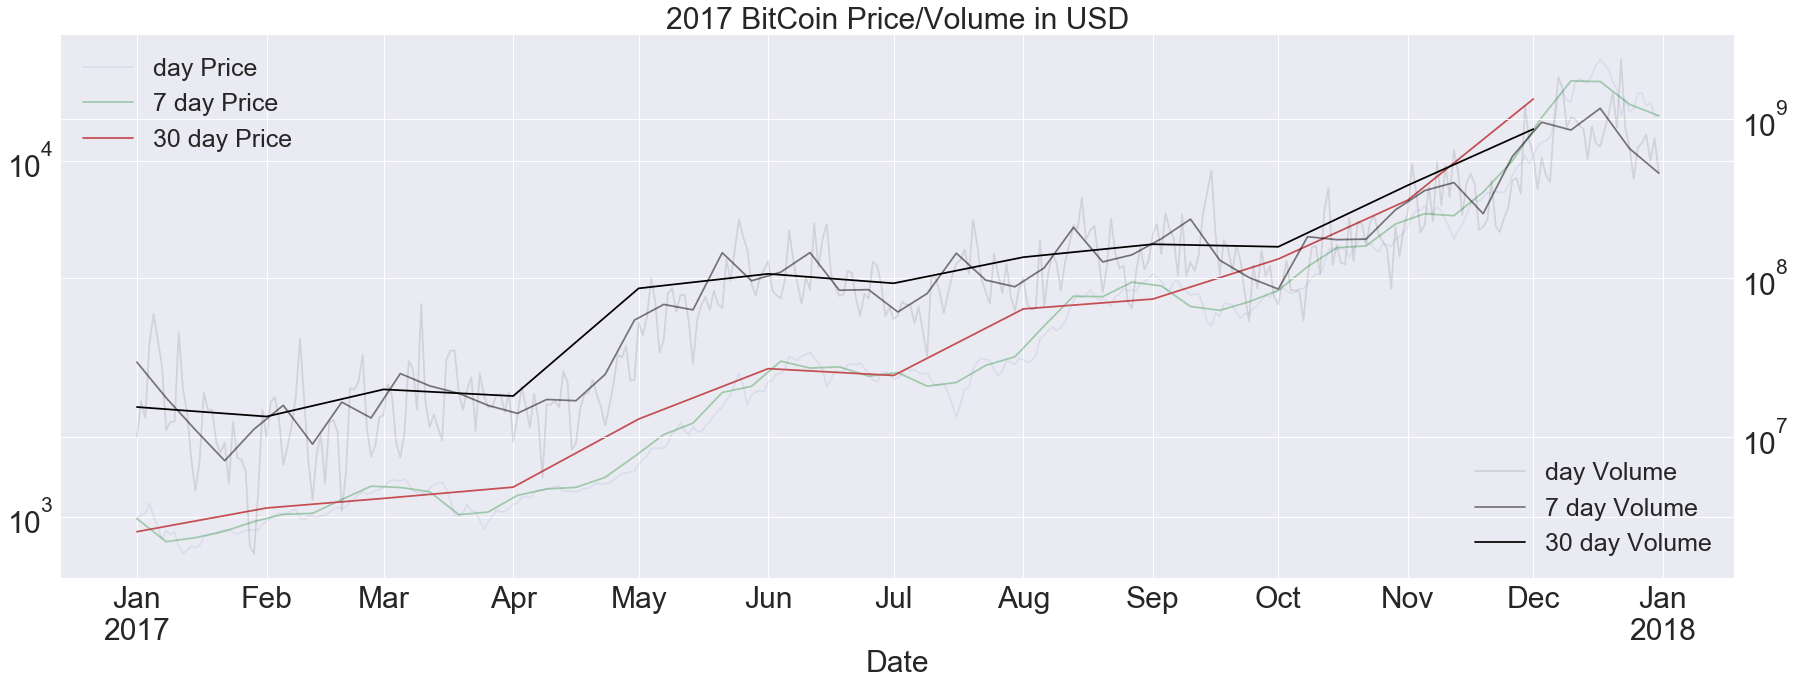 2017 BitCoin Price/Volume in USD
day Price
7 day Price
30 day Price
10^4
10^3
10^9
10^8
10^7
day Volume
7 day Volume
30 day Volume
Jan Feb Mar Apr May Jun Jul Aug Sep Oct Nov Dec Jan
2017 2018
Date